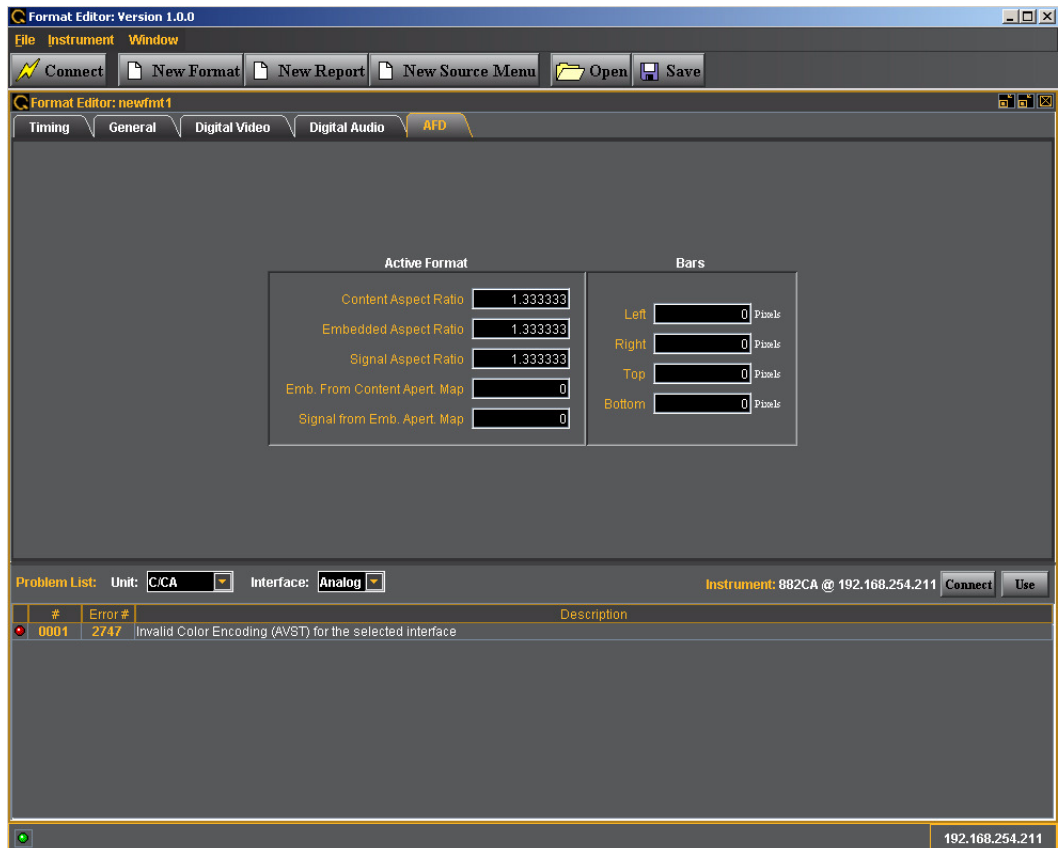 Format Editor: Version 1.0.0
File Instrument Window
Connect New Format New Report New Source Menu Open Save
Format Editor: newfmt1
Timing General Digital Video Digital Audio AFD
Active Format
Content Aspect Ratio 1.333333
Embedded Aspect Ratio 1.333333
Signal Aspect Ratio 1.333333
Emb. From Content Apert. Map 0
Signal from Emb. Apert. Map 0
Bars
Left 0 Pixels
Right 0 Pixels
Top 0 Pixels
Bottom 0 Pixels
Problem List: Unit: C/CA Interface: Analog Instrument: 882CA @ 192.168.254.211 Connect Use
# Error # Description
0001 2747 Invalid Color Encoding (AVST) for the selected interface
192.168.254.211